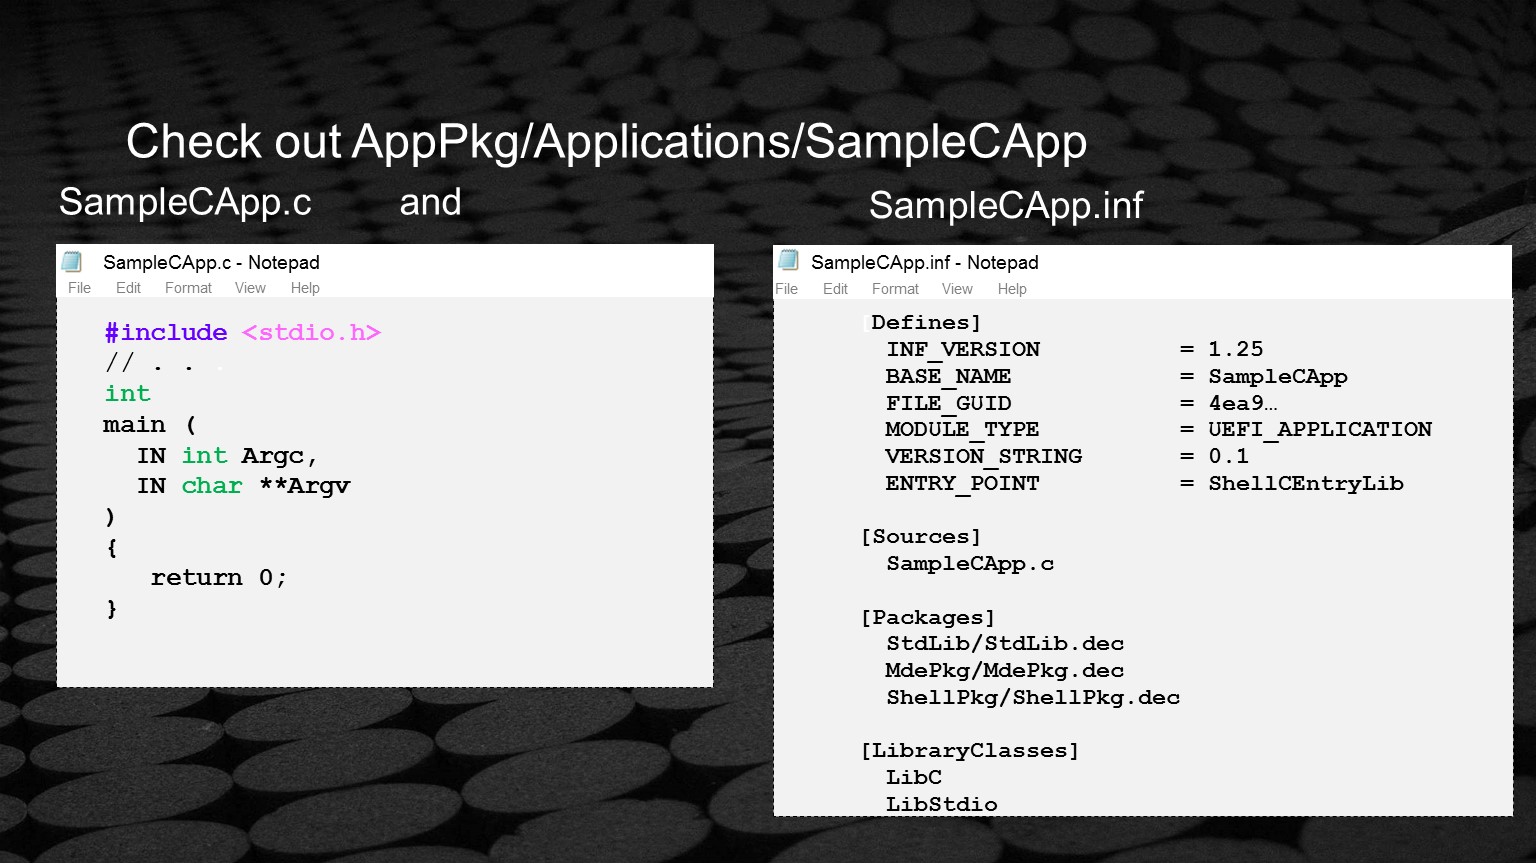 Check out AppPkg/Applications/SampleCApp
SampleCApp.c and
SampleCApp.c - Notepad
File Edit Format View Help
#include <stdio.h>
// . . .
int
main (
  IN int Argc,
  IN char **Argv
)
{
   return 0;
}
SampleCApp.inf
SampleCApp.inf - Notepad
File Edit Format View Help
[Defines]
  INF_VERSION = 1.25
  BASE_NAME = SampleCApp
  FILE_GUID = 4ea9…
  MODULE_TYPE = UEFI_APPLICATION
  VERSION_STRING = 0.1
  ENTRY_POINT = ShellCEntryLib
[Sources]
  SampleCApp.c
[Packages]
  StdLib/StdLib.dec
  MdePkg/MdePkg.dec
  ShellPkg/ShellPkg.dec
[LibraryClasses]
  LibC
  LibStdio